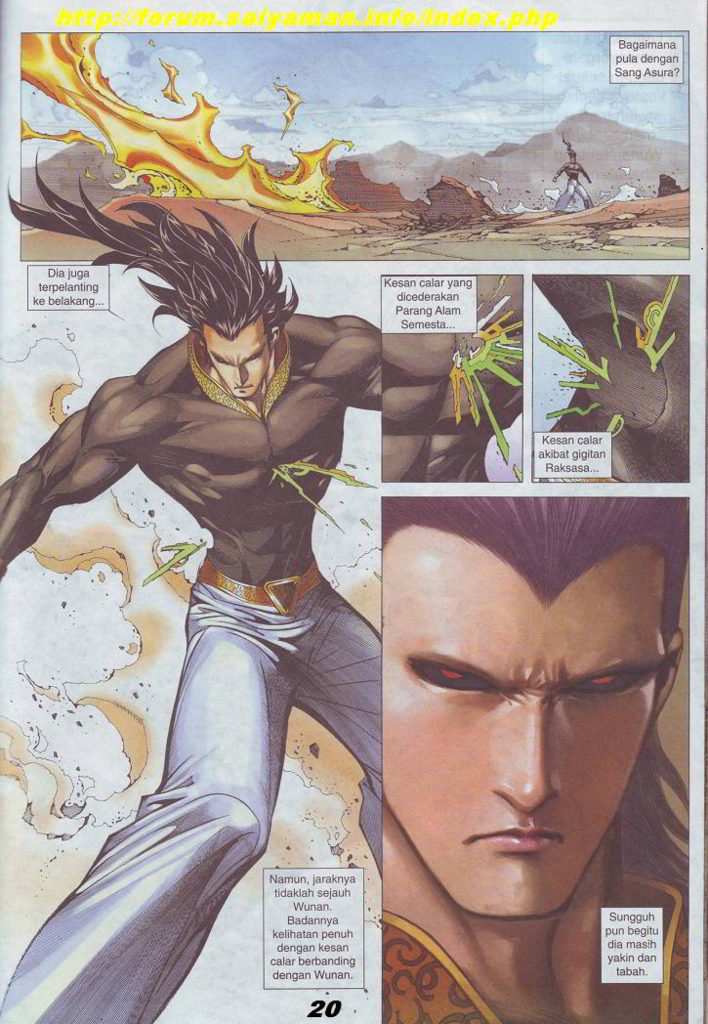 http://forum.saiyaman.info/index.php
Bagaimana
pula dengan
Sang Asura?
Dia juga
terpelanting
ke belakang...
Kesan calar yang
dicederakan
Parang Alam
Semesta...
Kesan calar
akibat gigitan
Raksasa...
Namun, jaraknya
tidaklah sejauh
Wunan.
Badannya
kelihatan penuh
dengan kesan
calar berbanding
dengan Wunan.
Sungguh
pun begitu
dia masih
yakin dan
tabah.
20